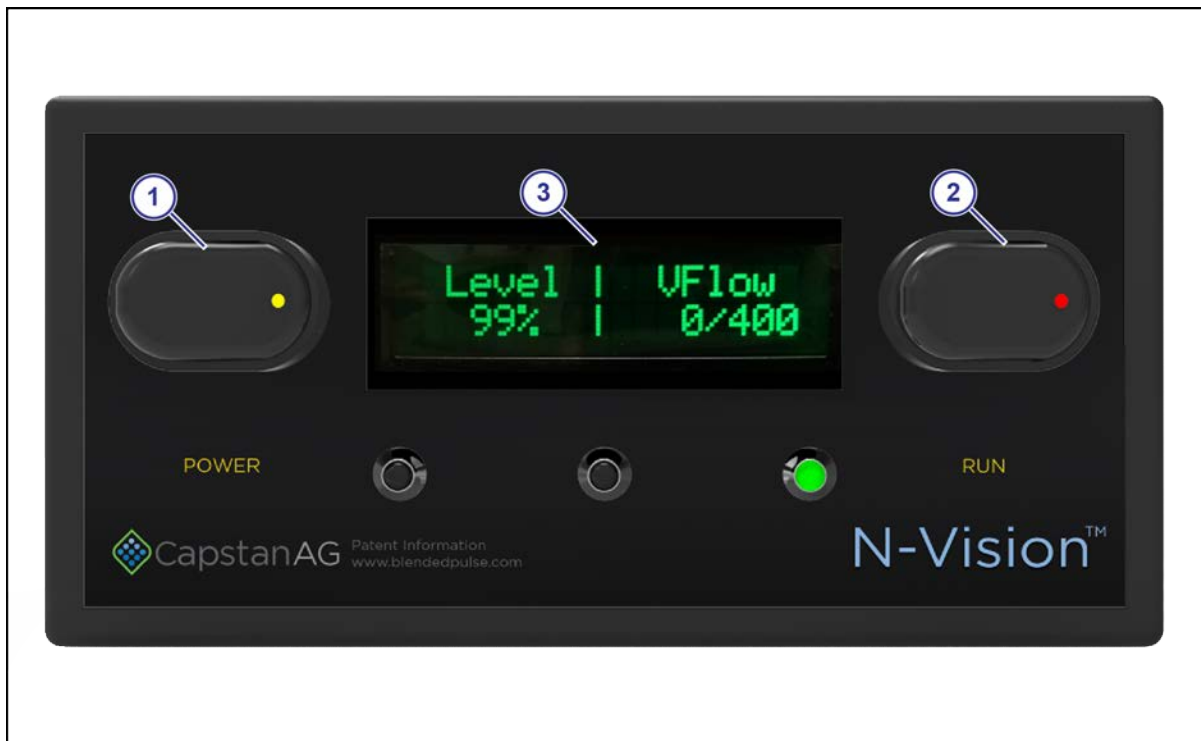 1
3
2
Level | VFlow
99% | 0/400
POWER
RUN
CapstanAG
Patent Information
www.blendedpulse.com
N-Vision™